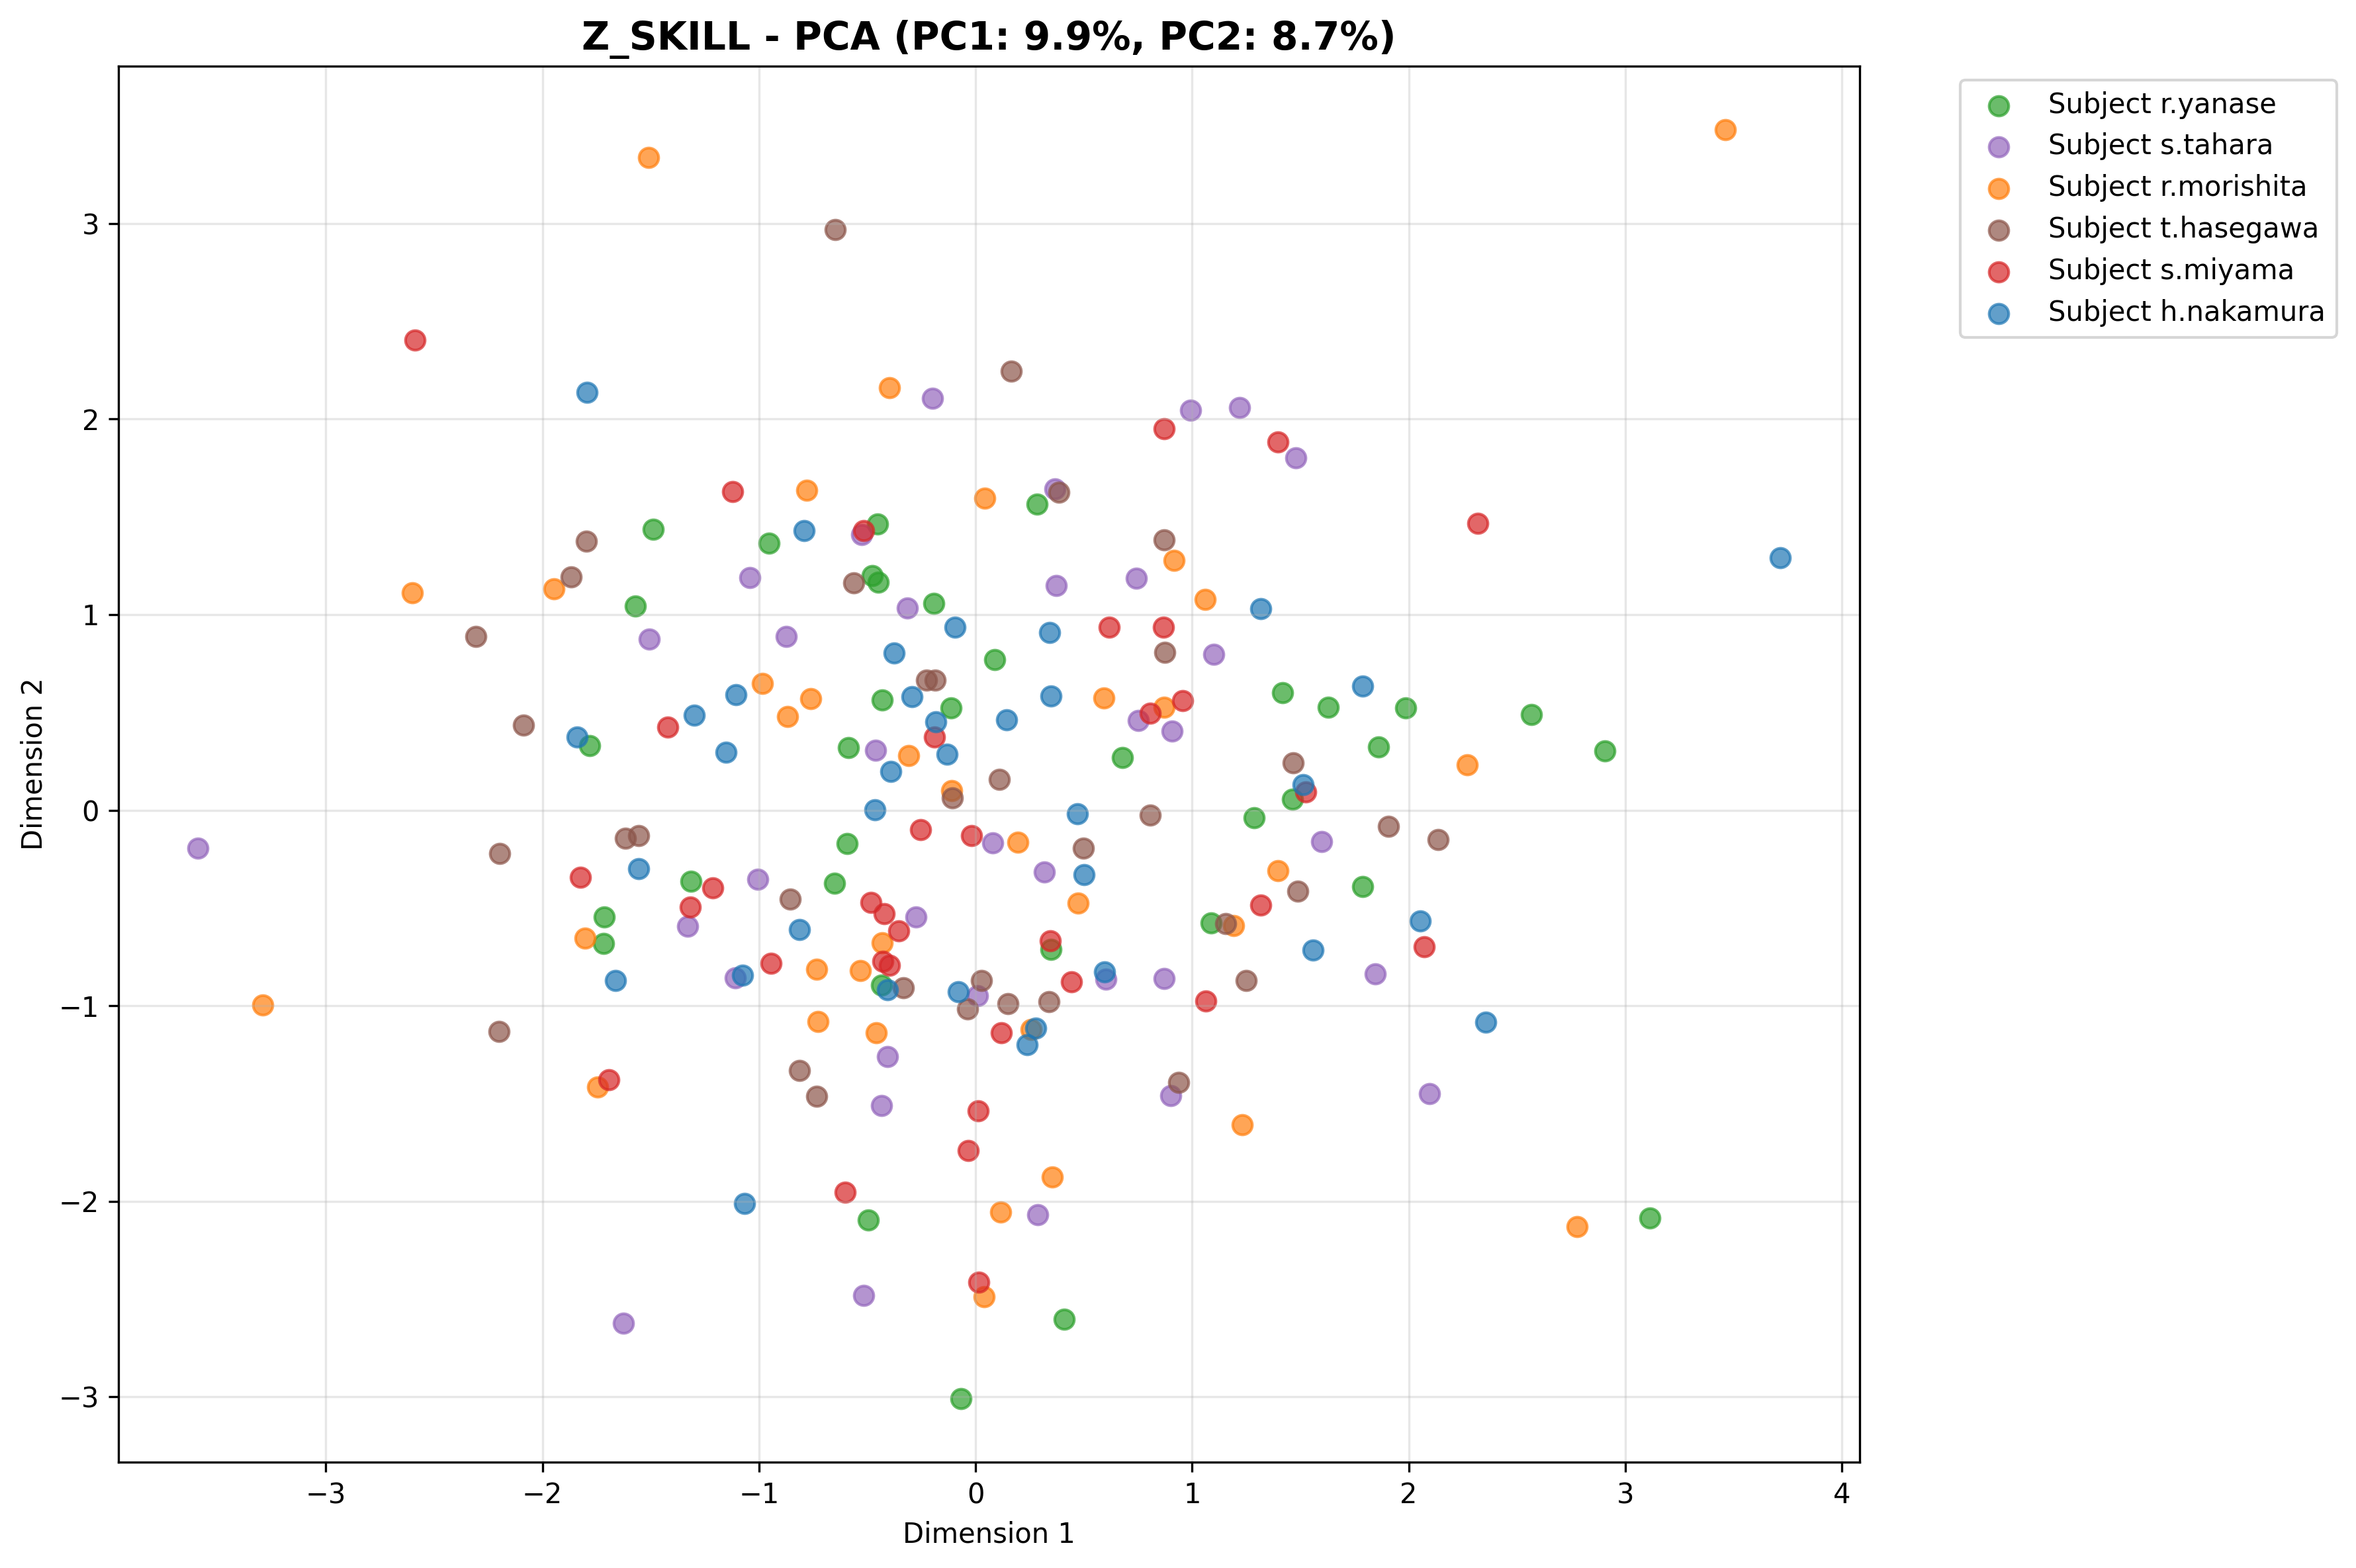 Z_SKILL - PCA (PC1: 9.9%, PC2: 8.7%)
Subject r.yanase
Subject s.tahara
Subject r.morishita
Subject t.hasegawa
Subject s.miyama
Subject h.nakamura
Dimension 2
3
2
1
0
−1
−2
−3
−3
−2
−1
0
1
2
3
4
Dimension 1